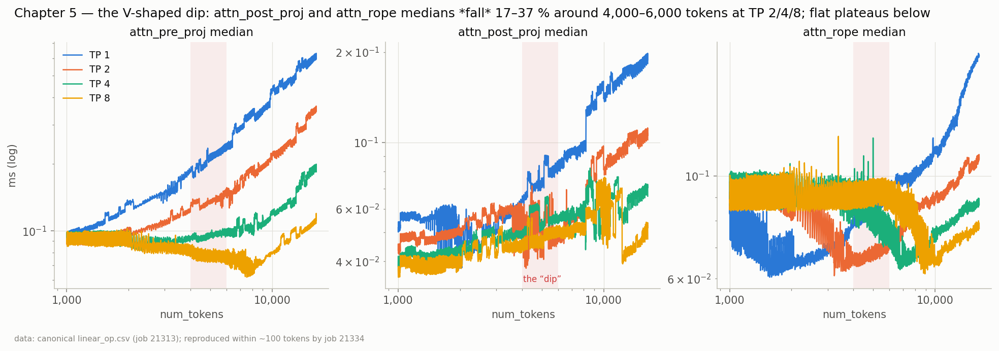 Chapter 5 — the V-shaped dip: attn_post_proj and attn_rope medians *fall* 17–37 % around 4,000–6,000 tokens at TP 2/4/8; flat plateaus below
attn_pre_proj median
attn_post_proj median
attn_rope median
TP 1
TP 2
TP 4
TP 8
ms (log)
10⁻¹
2 × 10⁻¹
10⁻¹
6 × 10⁻²
4 × 10⁻²
10⁻¹
6 × 10⁻²
the “dip”
1,000
10,000
1,000
10,000
1,000
10,000
num_tokens
num_tokens
num_tokens
data: canonical linear_op.csv (job 21313); reproduced within ~100 tokens by job 21334